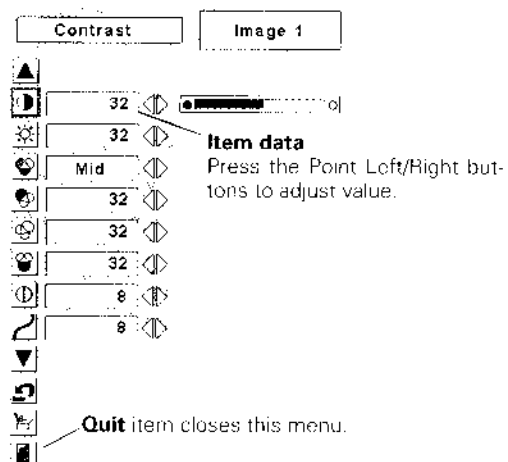 Contrast
Image 1
32
32
Item data
Press the Point Left/Right but-
tons to adjust value.
Mid
32
32
32
8
8
Quit item closes this menu.